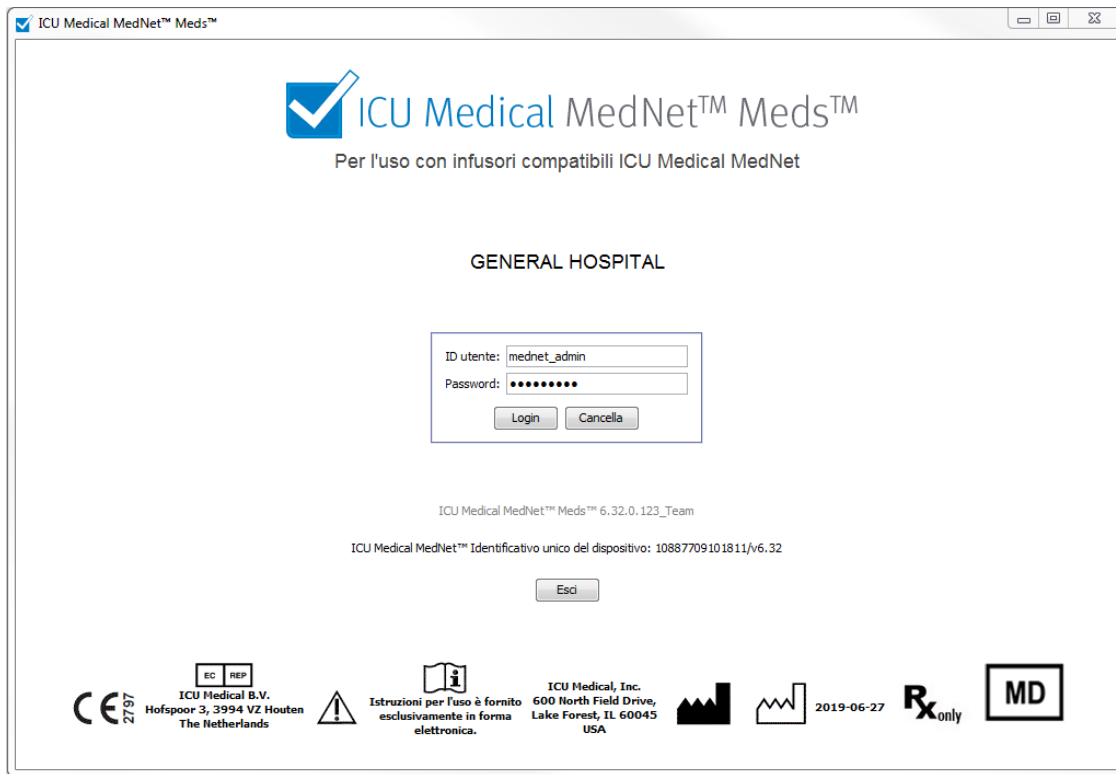 ICU Medical MedNet™ Meds™
ICU Medical MedNet™ Meds™
Per l'uso con infusori compatibili ICU Medical MedNet
GENERAL HOSPITAL
ID utente: mednet_admin
Password: •••••••••
Login Cancella
ICU Medical MedNet™ Meds™ 6.32.0.123_Team
ICU Medical MedNet™ Identificativo unico del dispositivo: 10887709101811/v6.32
Esci
CE 2797
EC REP
ICU Medical B.V.
Hofspoor 3, 3994 VZ Houten
The Netherlands
Istruzioni per l'uso è fornito
esclusivamente in forma
elettronica.
ICU Medical, Inc.
600 North Field Drive,
Lake Forest, IL 60045
USA
2019-06-27
Rx only
MD